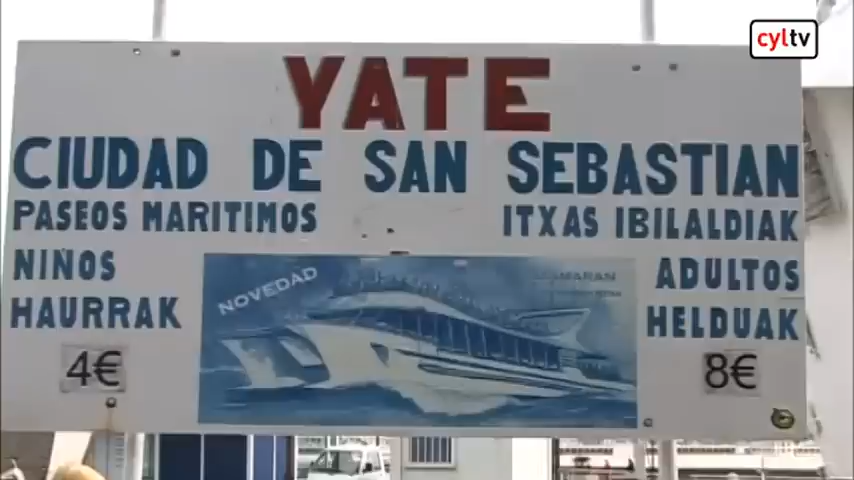 cyltv
YATE
CIUDAD DE SAN SEBASTIAN
PASEOS MARITIMOS ITXAS IBILALDIAK
NIÑOS ADULTOS
HAURRAK HELDUAK
NOVEDAD
4€ 8€